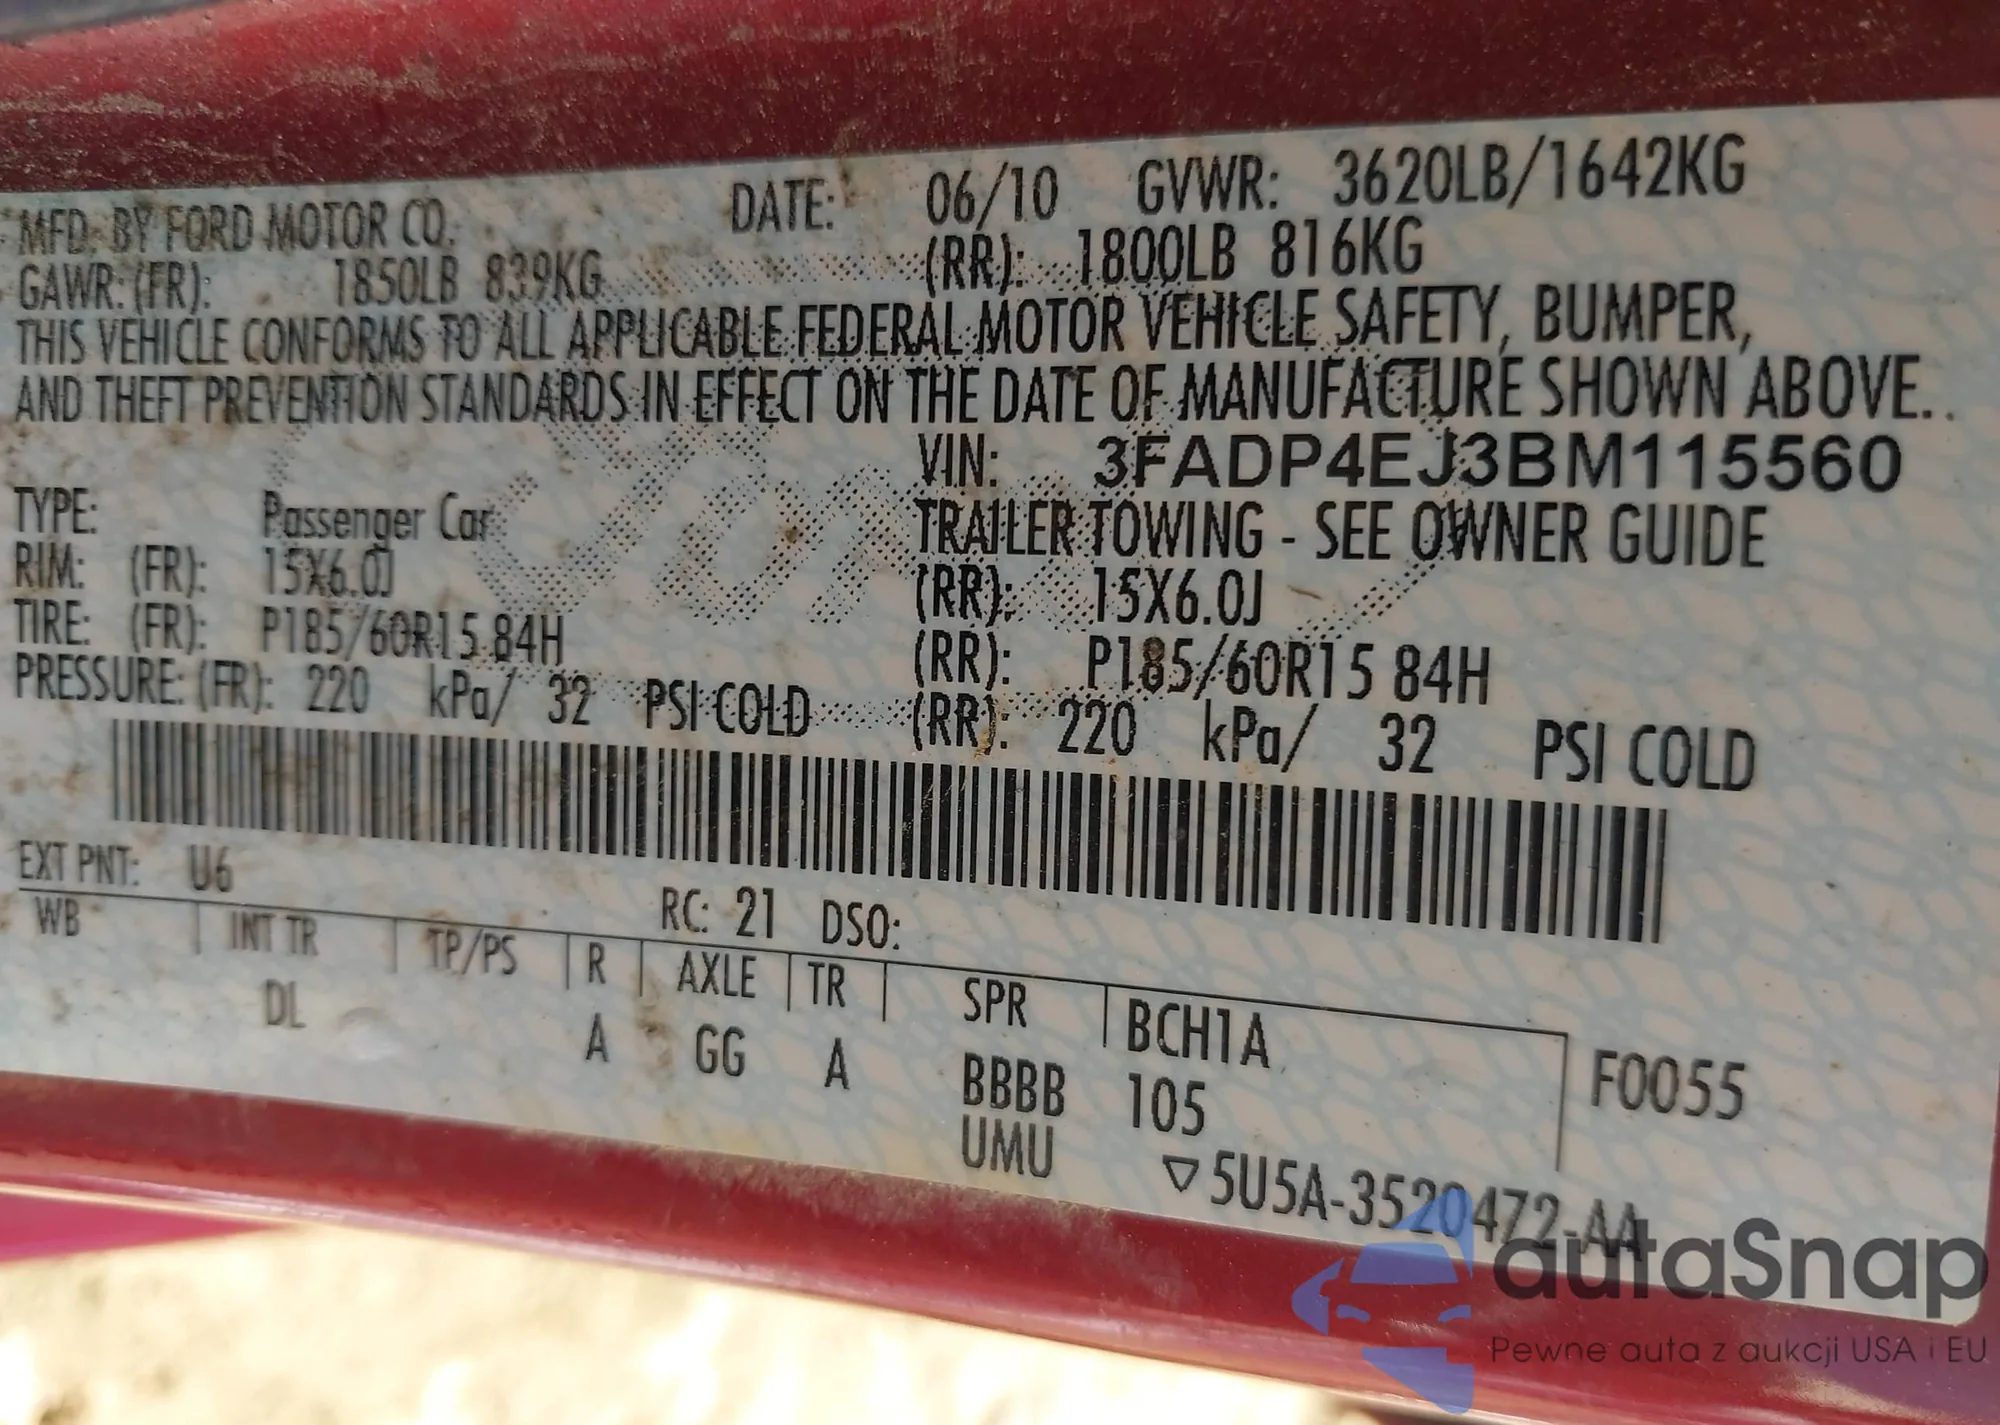 MFD. BY FORD MOTOR CO. DATE: 06/10 GVWR: 3620LB/1642KG
GAWR: (FR): 1850LB 839KG (RR): 1800LB 816KG
THIS VEHICLE CONFORMS TO ALL APPLICABLE FEDERAL MOTOR VEHICLE SAFETY, BUMPER,
AND THEFT PREVENTION STANDARDS IN EFFECT ON THE DATE OF MANUFACTURE SHOWN ABOVE..
VIN: 3FADP4EJ3BM115560
TYPE: Passenger Car TRAILER TOWING - SEE OWNER GUIDE
RIM: (FR): 15X6.0J (RR): 15X6.0J
TIRE: (FR): P185/60R15 84H (RR): P185/60R15 84H
PRESSURE: (FR): 220 kPa/ 32 PSI COLD (RR): 220 kPa/ 32 PSI COLD
EXT PNT: U6 RC: 21 DSO:
WB INT TR TP/PS R AXLE TR SPR BCH1A F0055
DL A GG A BBBB 105
UMU ▽5U5A-3520472-AA
autaSnap
Pewne auta z aukcji USA i EU